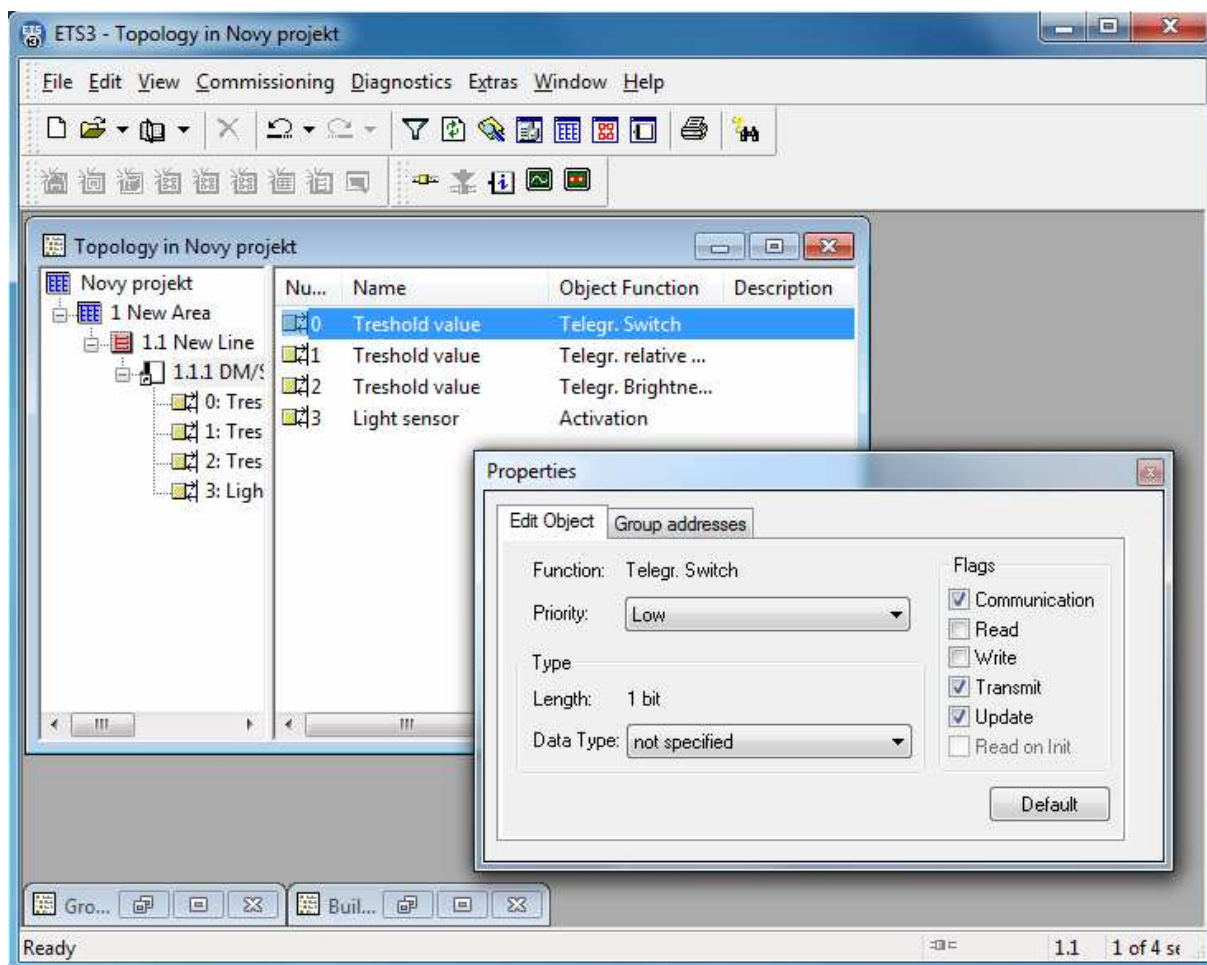 ETS3 - Topology in Novy projekt
File Edit View Commissioning Diagnostics Extras Window Help
Topology in Novy projekt
Novy projekt
1 New Area
1.1 New Line
1.1.1 DM/S
0: Tres
1: Tres
2: Tres
3: Ligh
Nu... Name Object Function Description
0 Treshold value Telegr. Switch
1 Treshold value Telegr. relative ...
2 Treshold value Telegr. Brightne...
3 Light sensor Activation
Properties
Edit Object Group addresses
Function: Telegr. Switch
Priority: Low
Type
Length: 1 bit
Data Type: not specified
Flags
Communication
Read
Write
Transmit
Update
Read on Init
Default
Gro... Buil...
Ready 1.1 1 of 4 se